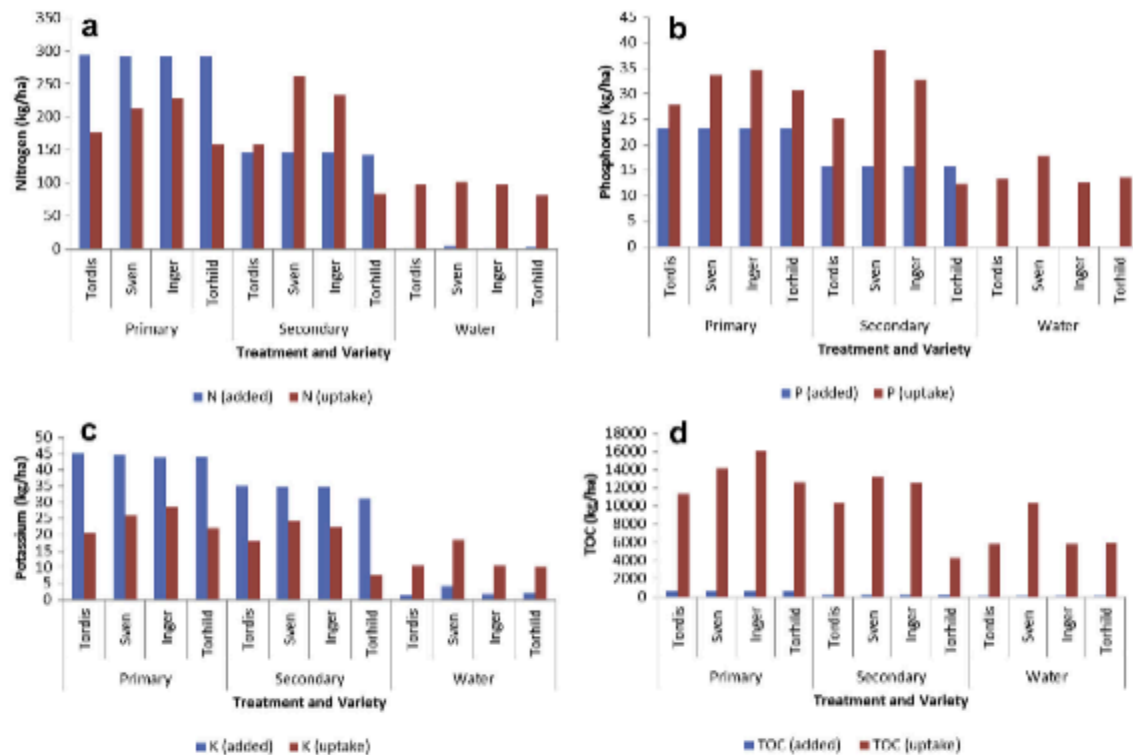 a
Nitrogen (kg/ha)
350
300
250
200
150
100
50
0
Tordis Sven Inger Torhild Tordis Sven Inger Torhild Tordis Sven Inger Torhild
Primary Secondary Water
Treatment and Variety
N (added) N (uptake)
b
Phosphorus (kg/ha)
45
40
35
30
25
20
15
10
5
0
Tordis Sven Inger Torhild Tordis Sven Inger Torhild Tordis Sven Inger Torhild
Primary Secondary Water
Treatment and Variety
P (added) P (uptake)
c
Potassium (kg/ha)
50
45
40
35
30
25
20
15
10
5
0
Tordis Sven Inger Torhild Tordis Sven Inger Torhild Tordis Sven Inger Torhild
Primary Secondary Water
Treatment and Variety
K (added) K (uptake)
d
TOC (kg/ha)
18000
16000
14000
12000
10000
8000
6000
4000
2000
0
Tordis Sven Inger Torhild Tordis Sven Inger Torhild Tordis Sven Inger Torhild
Primary Secondary Water
Treatment and Variety
TOC (added) TOC (uptake)